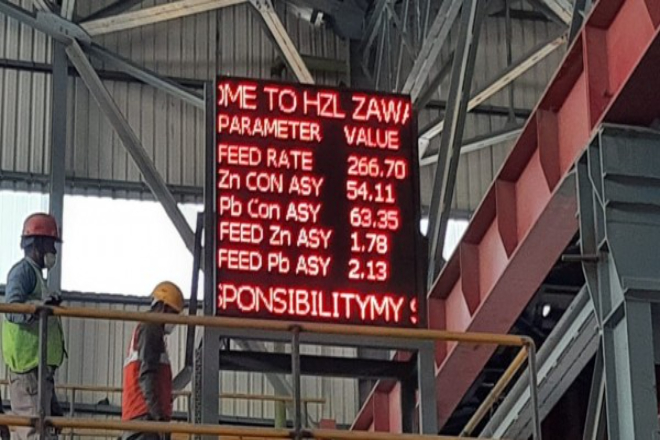 OME TO HZL ZAWA
PARAMETER VALUE
FEED RATE 266.70
Zn CON ASY 54.11
Pb Con ASY 63.35
FEED Zn ASY 1.78
FEED Pb ASY 2.13
SPONSIBILITYMY S